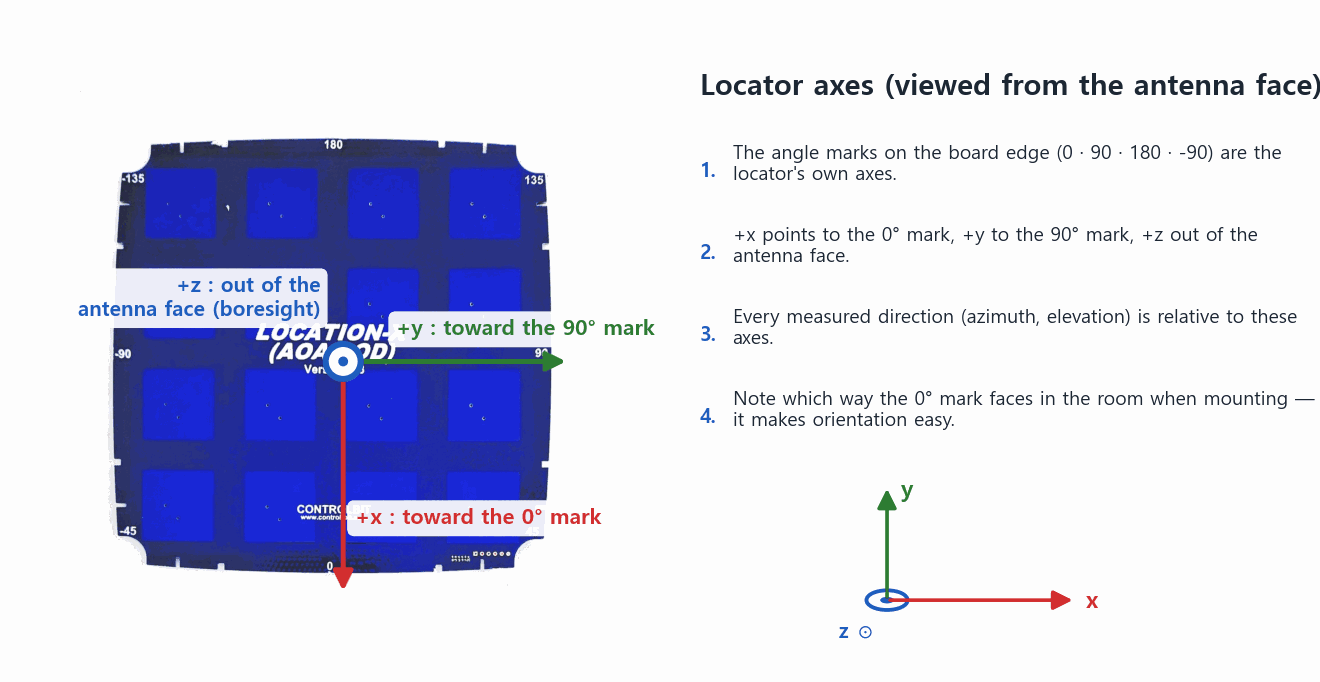 Locator axes (viewed from the antenna face)
180
-135
135
+z : out of the
antenna face (boresight)
LOCATION-
+y : toward the 90° mark
-90
90
CONTROL
+x : toward the 0° mark
-45
0
1. The angle marks on the board edge (0 · 90 · 180 · -90) are the
locator's own axes.
2. +x points to the 0° mark, +y to the 90° mark, +z out of the
antenna face.
3. Every measured direction (azimuth, elevation) is relative to these
axes.
4. Note which way the 0° mark faces in the room when mounting —
it makes orientation easy.
y
x
z ⊙